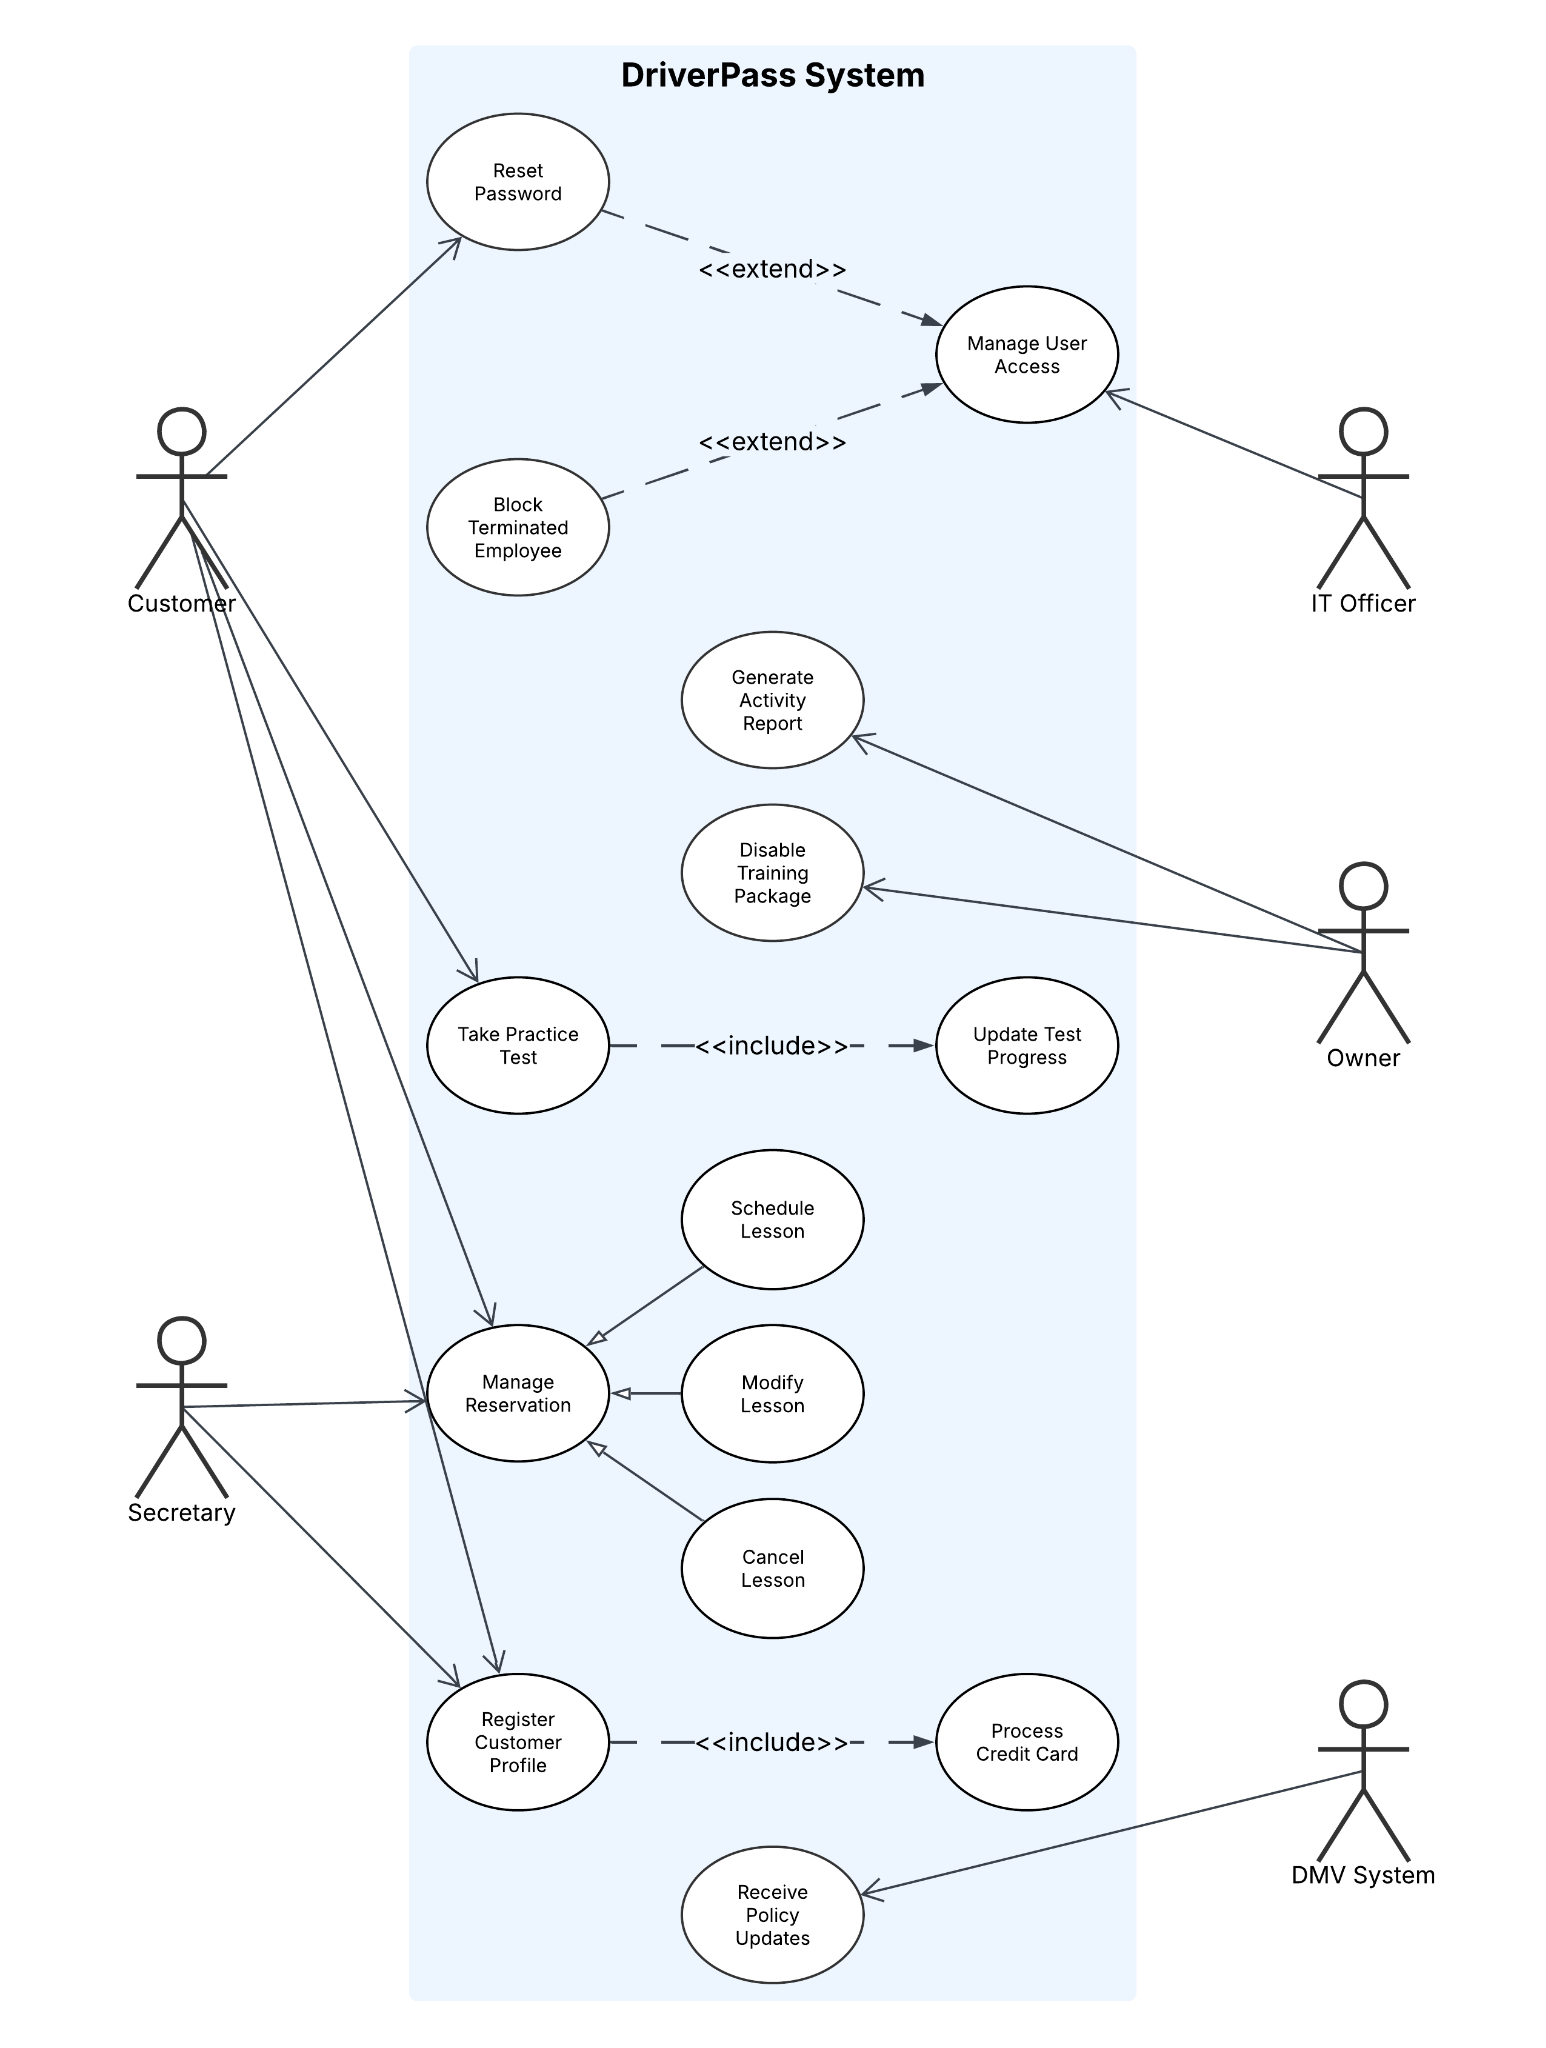 DriverPass System
Reset
Password
<<extend>>
Manage User
Access
<<extend>>
Block
Terminated
Employee
Customer
IT Officer
Generate
Activity
Report
Disable
Training
Package
Take Practice
Test
<<include>>
Update Test
Progress
Owner
Schedule
Lesson
Manage
Reservation
Modify
Lesson
Secretary
Cancel
Lesson
Register
Customer
Profile
<<include>>
Process
Credit Card
DMV System
Receive
Policy
Updates